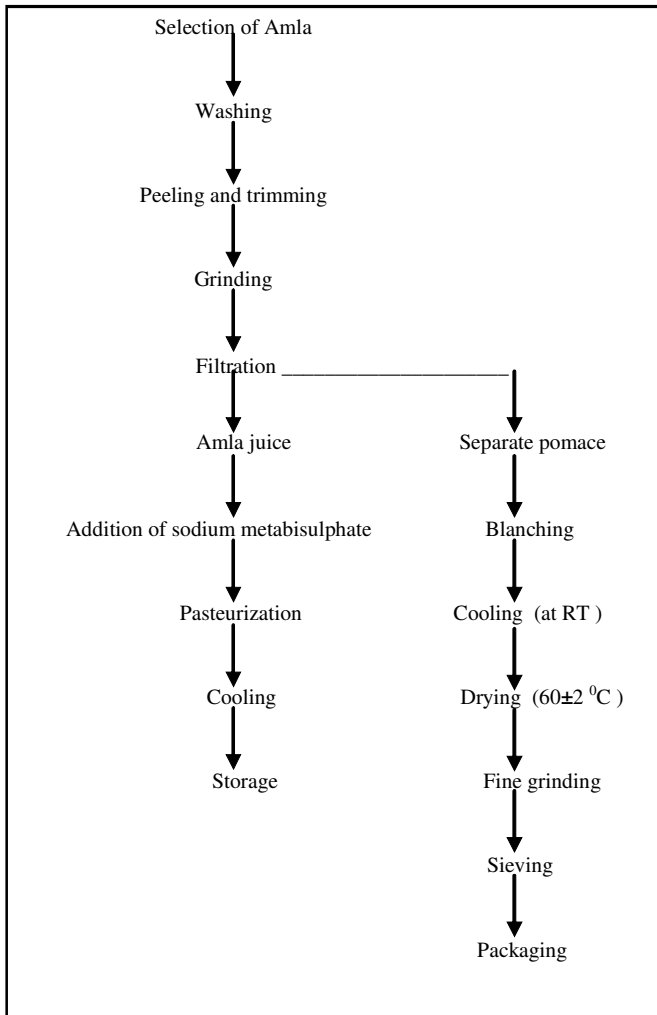 Selection of Amla
Washing
Peeling and trimming
Grinding
Filtration _____________________
Amla juice Separate pomace
Addition of sodium metabisulphate Blanching
Pasteurization Cooling (at RT )
Cooling Drying (60±2 ⁰C )
Storage Fine grinding
Sieving
Packaging